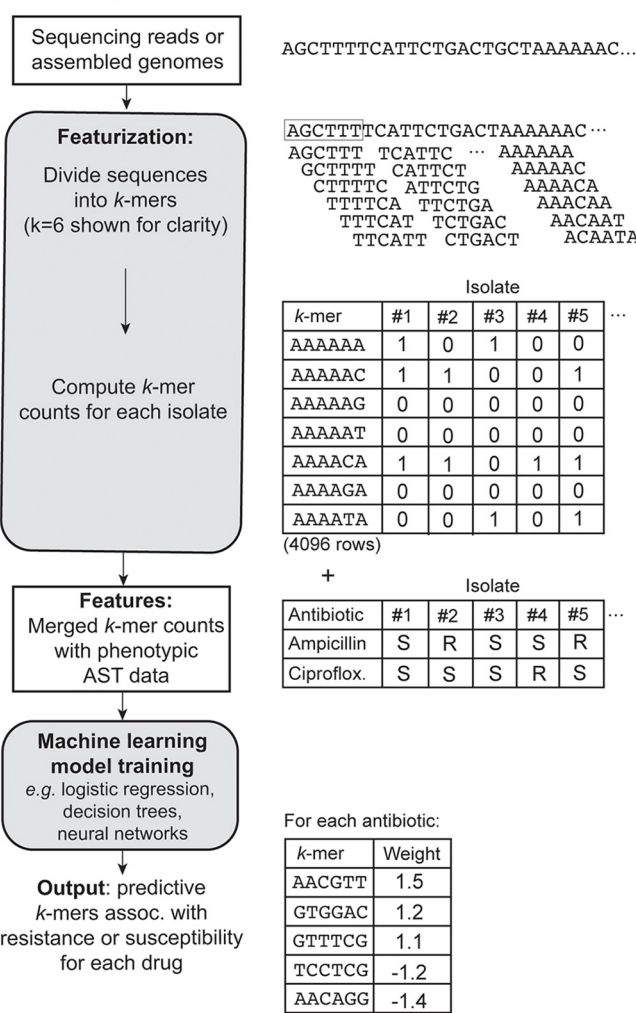 Sequencing reads or
assembled genomes
AGCTTTTCATTCTGACTGCTAAAAAAC...
Featurization:
Divide sequences
into k-mers
(k=6 shown for clarity)
Compute k-mer
counts for each isolate
AGCTTTTCATTCTGACTAAAAAAC ...
AGCTTT TCATTC ... AAAAAA
GCTTTT CATTCT AAAAAC
CTTTTC ATTCTG AAAACA
TTTTCA TTCTGA AAACAA
TTTCAT TCTGAC AACAAT
TTCATT CTGACT ACAATA
Isolate
k-mer #1 #2 #3 #4 #5 ...
AAAAAA 1 0 1 0 0
AAAAAC 1 1 0 0 1
AAAAAG 0 0 0 0 0
AAAAAT 0 0 0 0 0
AAAACA 1 1 0 1 1
AAAAGA 0 0 0 0 0
AAAATA 0 0 1 0 1
(4096 rows)
+
Features:
Merged k-mer counts
with phenotypic
AST data
Isolate
Antibiotic #1 #2 #3 #4 #5 ...
Ampicillin S R S S R
Ciproflox. S S S R S
Machine learning
model training
e.g. logistic regression,
decision trees,
neural networks
Output: predictive
k-mers assoc. with
resistance or susceptibility
for each drug
For each antibiotic:
k-mer Weight
AACGTT 1.5
GTGGAC 1.2
GTTTCG 1.1
TCCTCG -1.2
AACAGG -1.4